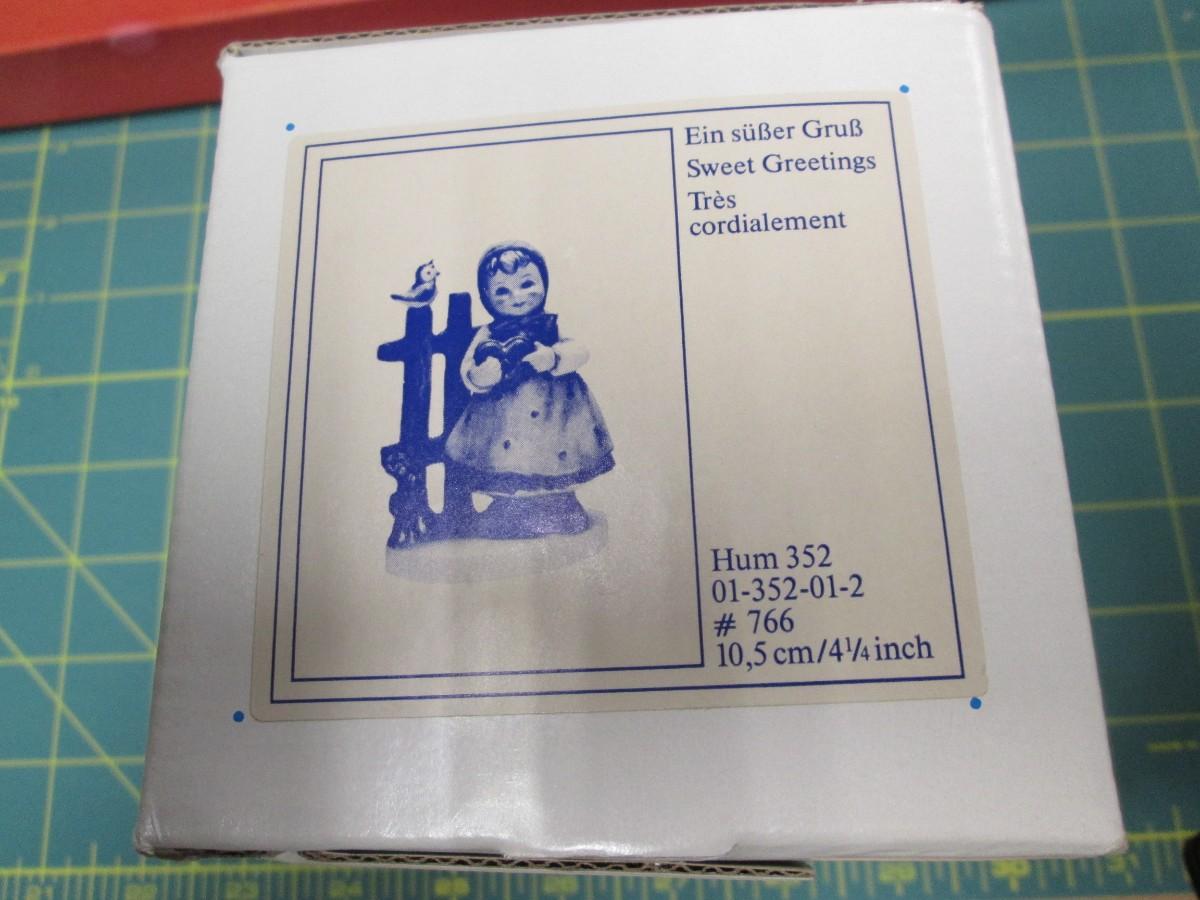 Ein süßer Gruß
Sweet Greetings
Très
cordialement
Hum 352
01-352-01-2
# 766
10,5 cm/4¼ inch